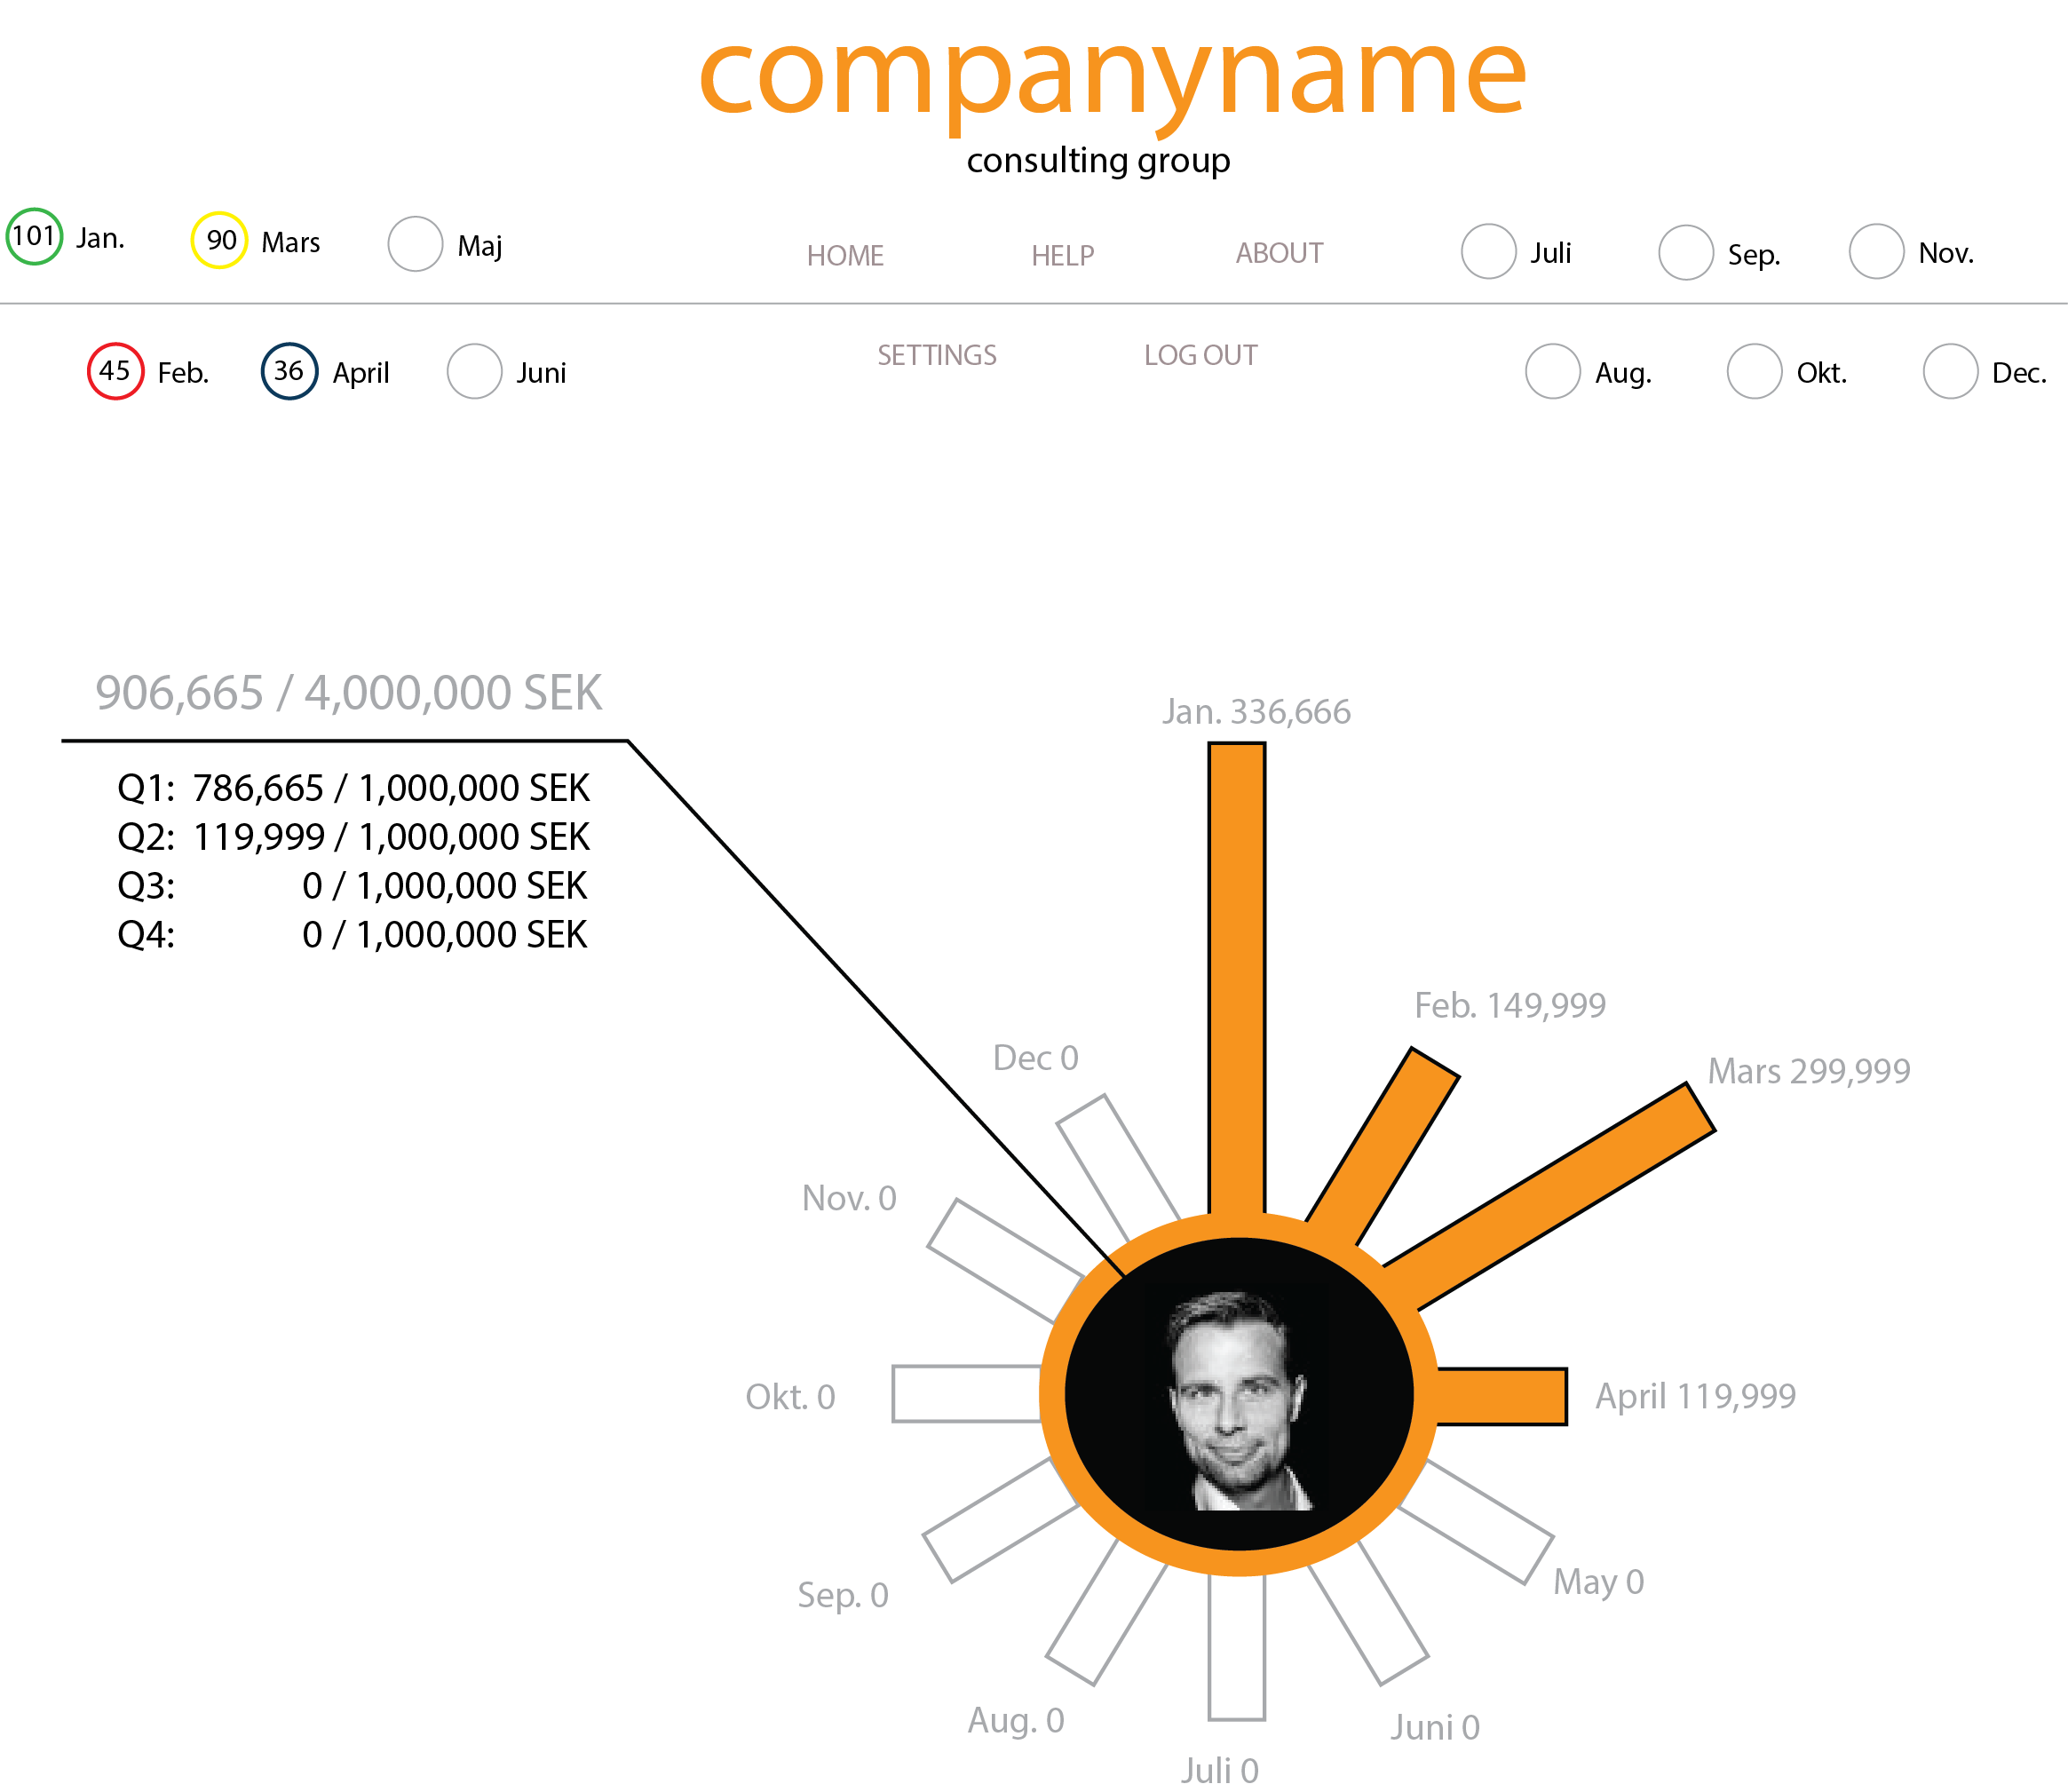 companyname
consulting group
101 Jan.
90 Mars
Maj
HOME
HELP
ABOUT
Juli
Sep.
Nov.
45 Feb.
36 April
Juni
SETTINGS
LOG OUT
Aug.
Okt.
Dec.
906,665 / 4,000,000 SEK
Q1: 786,665 / 1,000,000 SEK
Q2: 119,999 / 1,000,000 SEK
Q3: 0 / 1,000,000 SEK
Q4: 0 / 1,000,000 SEK
Jan. 336,666
Feb. 149,999
Mars 299,999
April 119,999
May 0
Juni 0
Juli 0
Aug. 0
Sep. 0
Okt. 0
Nov. 0
Dec 0